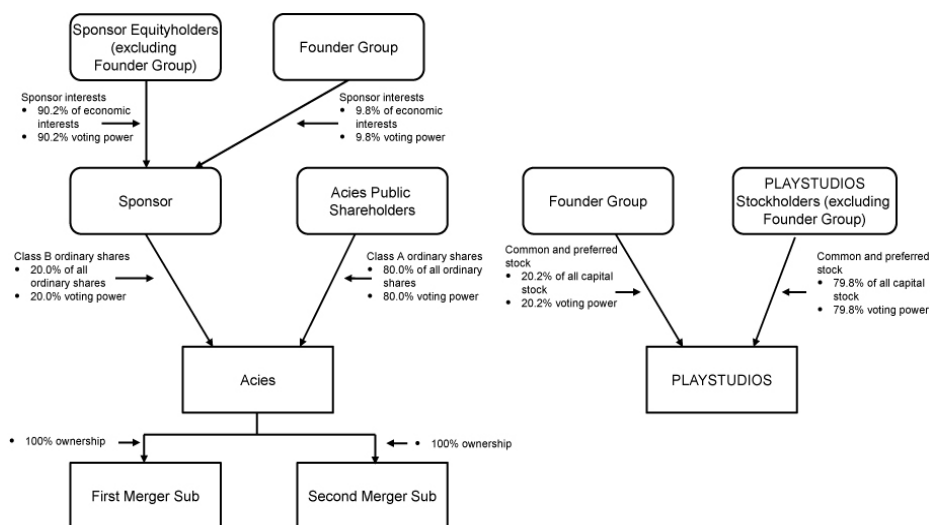 Sponsor Equityholders
(excluding
Founder Group)
Founder Group
Sponsor interests
• 90.2% of economic
interests
• 90.2% voting power
Sponsor interests
• 9.8% of economic
interests
• 9.8% voting power
Sponsor
Acies Public
Shareholders
Founder Group
PLAYSTUDIOS
Stockholders (excluding
Founder Group)
Class B ordinary shares
• 20.0% of all
ordinary shares
• 20.0% voting power
Class A ordinary shares
• 80.0% of all ordinary
shares
• 80.0% voting power
Common and preferred
stock
• 20.2% of all capital
stock
• 20.2% voting power
Common and preferred
stock
• 79.8% of all capital
stock
• 79.8% voting power
Acies
PLAYSTUDIOS
• 100% ownership
• 100% ownership
First Merger Sub
Second Merger Sub